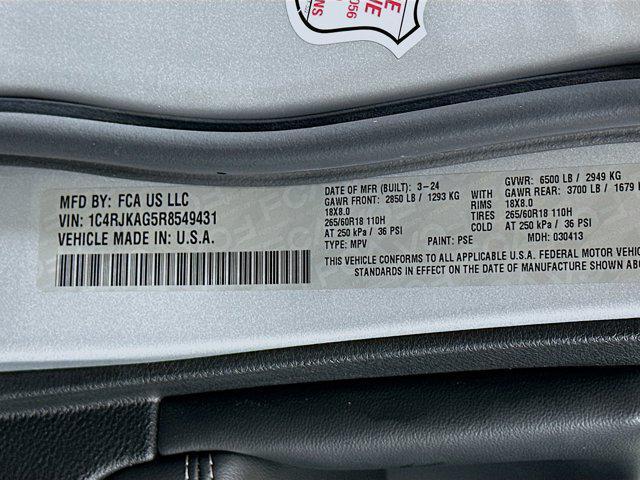 E
VE
056
NS
MFD BY: FCA US LLC
VIN: 1C4RJKAG5R8549431
VEHICLE MADE IN: U.S.A.
DATE OF MFR (BUILT): 3-24 GVWR: 6500 LB / 2949 KG
GAWR FRONT: 2850 LB / 1293 KG WITH GAWR REAR: 3700 LB / 1679
18X8.0 RIMS 18X8.0
265/60R18 110H TIRES 265/60R18 110H
AT 250 kPa / 36 PSI COLD AT 250 kPa / 36 PSI
TYPE: MPV PAINT: PSE MDH: 030413
THIS VEHICLE CONFORMS TO ALL APPLICABLE U.S.A. FEDERAL MOTOR VEHIC
STANDARDS IN EFFECT ON THE DATE OF MANUFACTURE SHOWN ABO